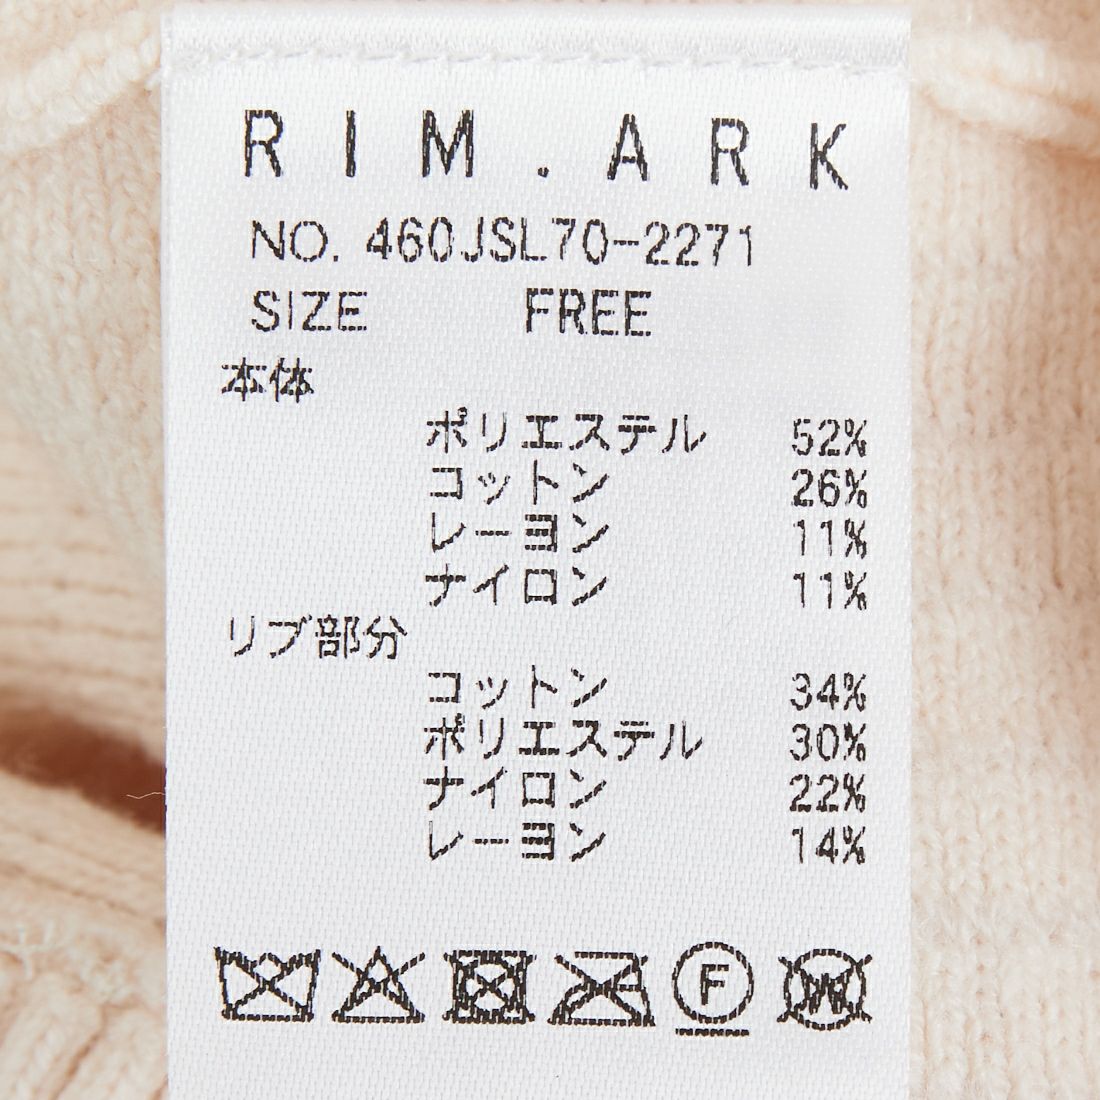 RIM.ARK
NO. 460JSL70-2271
SIZE FREE
本体
ポリエステル 52%
コットン 26%
レーヨン 11%
ナイロン 11%
リブ部分
コットン 34%
ポリエステル 30%
ナイロン 22%
レーヨン 14%
F W